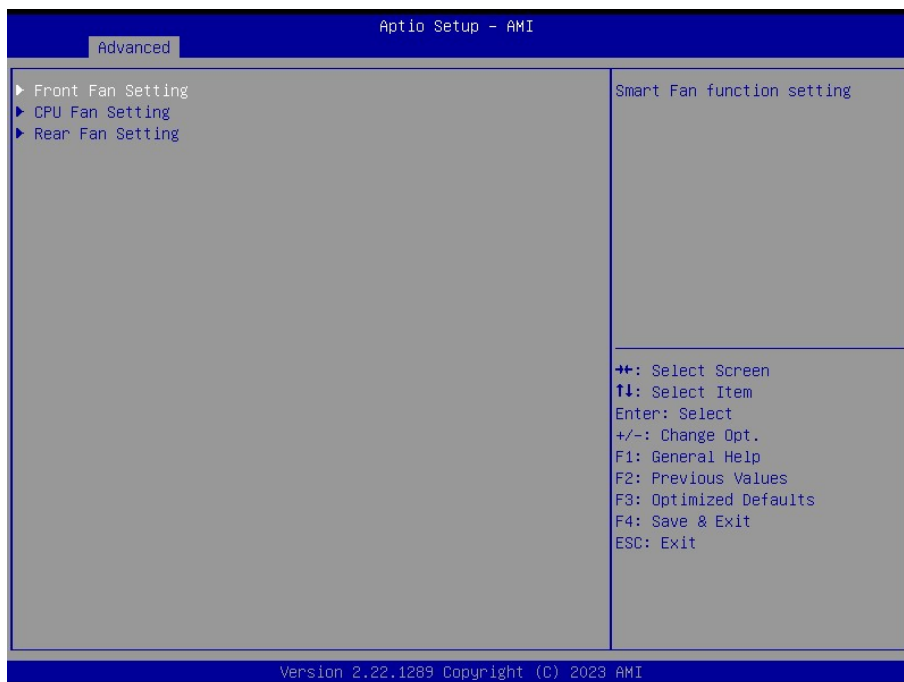 Aptio Setup – AMI
Advanced
▶ Front Fan Setting
▶ CPU Fan Setting
▶ Rear Fan Setting
Smart Fan function setting
→←: Select Screen
↑↓: Select Item
Enter: Select
+/-: Change Opt.
F1: General Help
F2: Previous Values
F3: Optimized Defaults
F4: Save & Exit
ESC: Exit
Version 2.22.1289 Copyright (C) 2023 AMI